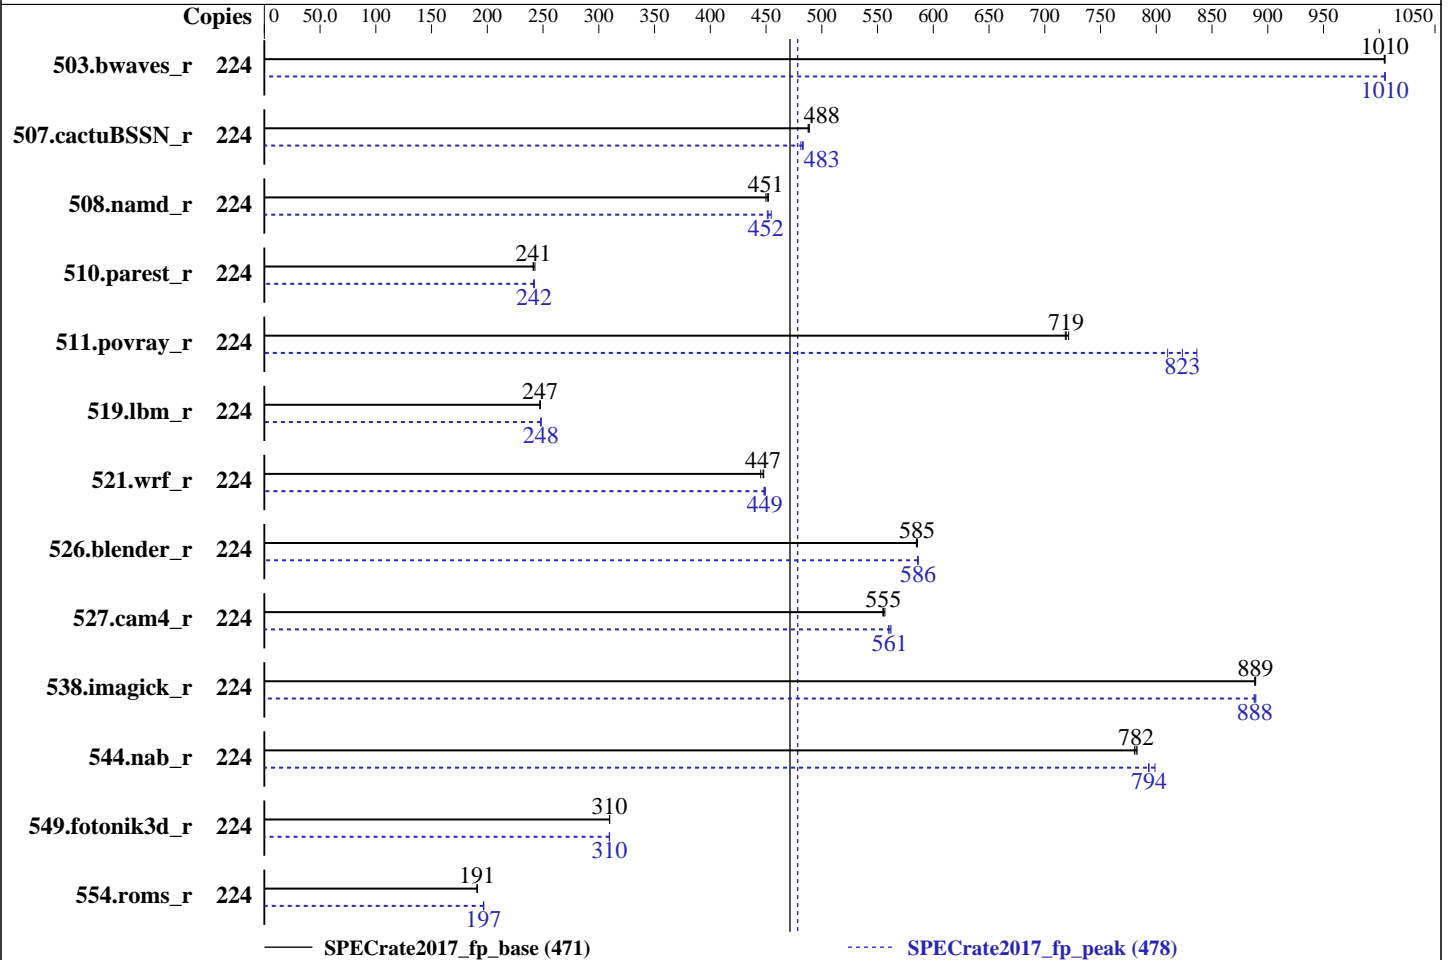 Copies 0 50.0 100 150 200 250 300 350 400 450 500 550 600 650 700 750 800 850 900 950 1050
503.bwaves_r 224 1010
1010
507.cactuBSSN_r 224 488
483
508.namd_r 224 451
452
510.parest_r 224 241
242
511.povray_r 224 719
823
519.lbm_r 224 247
248
521.wrf_r 224 447
449
526.blender_r 224 585
586
527.cam4_r 224 555
561
538.imagick_r 224 889
888
544.nab_r 224 782
794
549.fotonik3d_r 224 310
310
554.roms_r 224 191
197
SPECrate2017_fp_base (471) SPECrate2017_fp_peak (478)